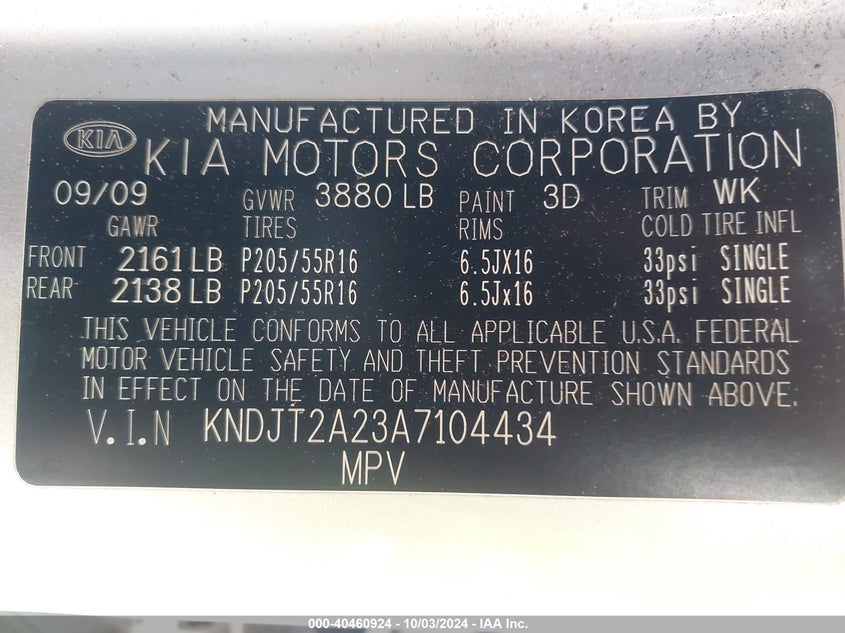 MANUFACTURED IN KOREA BY
KIA KIA MOTORS CORPORATION
09/09 GVWR 3880 LB PAINT 3D TRIM WK
GAWR TIRES RIMS COLD TIRE INFL
FRONT 2161 LB P205/55R16 6.5JX16 33psi SINGLE
REAR 2138 LB P205/55R16 6.5Jx16 33psi SINGLE
THIS VEHICLE CONFORMS TO ALL APPLICABLE U.S.A. FEDERAL
MOTOR VEHICLE SAFETY AND THEFT PREVENTION STANDARDS
IN EFFECT ON THE DATE OF MANUFACTURE SHOWN ABOVE.
V.I.N KNDJT2A23A7104434
MPV
000-40460924 - 10/03/2024 - IAA Inc.